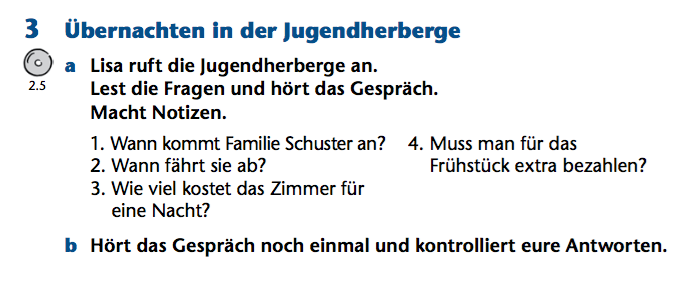 3 Übernachten in der Jugendherberge
a Lisa ruft die Jugendherberge an.
2.5 Lest die Fragen und hört das Gespräch.
Macht Notizen.
1. Wann kommt Familie Schuster an?
2. Wann fährt sie ab?
3. Wie viel kostet das Zimmer für
eine Nacht?
4. Muss man für das
Frühstück extra bezahlen?
b Hört das Gespräch noch einmal und kontrolliert eure Antworten.